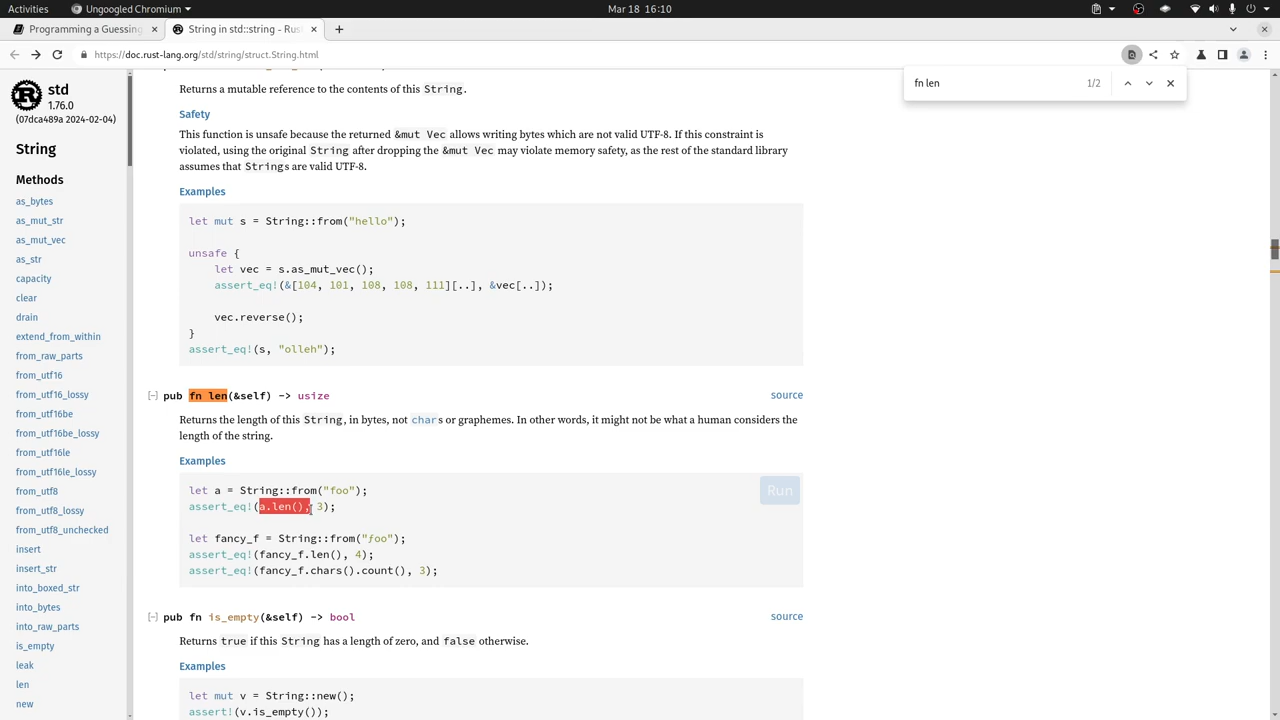 Activities
Ungoogled Chromium
Mar 18 16:10
Programming a Guessing
String in std::string - Rus
https://doc.rust-lang.org/std/string/struct.String.html
fn len
1/2
std
1.76.0
(07dca489a 2024-02-04)
String
Methods
as_bytes
as_mut_str
as_mut_vec
as_str
capacity
clear
drain
extend_from_within
from_raw_parts
from_utf16
from_utf16_lossy
from_utf16be
from_utf16be_lossy
from_utf16le
from_utf16le_lossy
from_utf8
from_utf8_lossy
from_utf8_unchecked
insert
insert_str
into_boxed_str
into_bytes
into_raw_parts
is_empty
leak
len
new
Returns a mutable reference to the contents of this String.
Safety
This function is unsafe because the returned &mut Vec allows writing bytes which are not valid UTF-8. If this constraint is
violated, using the original String after dropping the &mut Vec may violate memory safety, as the rest of the standard library
assumes that Strings are valid UTF-8.
Examples
let mut s = String::from("hello");
unsafe {
let vec = s.as_mut_vec();
assert_eq!(&[104, 101, 108, 108, 111][..], &vec[..]);
vec.reverse();
}
assert_eq!(s, "olleh");
[−] pub fn len(&self) -> usize
source
Returns the length of this String, in bytes, not chars or graphemes. In other words, it might not be what a human considers the
length of the string.
Examples
let a = String::from("foo");
Run
assert_eq!(a.len(), 3);
let fancy_f = String::from("ƒoo");
assert_eq!(fancy_f.len(), 4);
assert_eq!(fancy_f.chars().count(), 3);
[−] pub fn is_empty(&self) -> bool
source
Returns true if this String has a length of zero, and false otherwise.
Examples
let mut v = String::new();
assert!(v.is_empty());